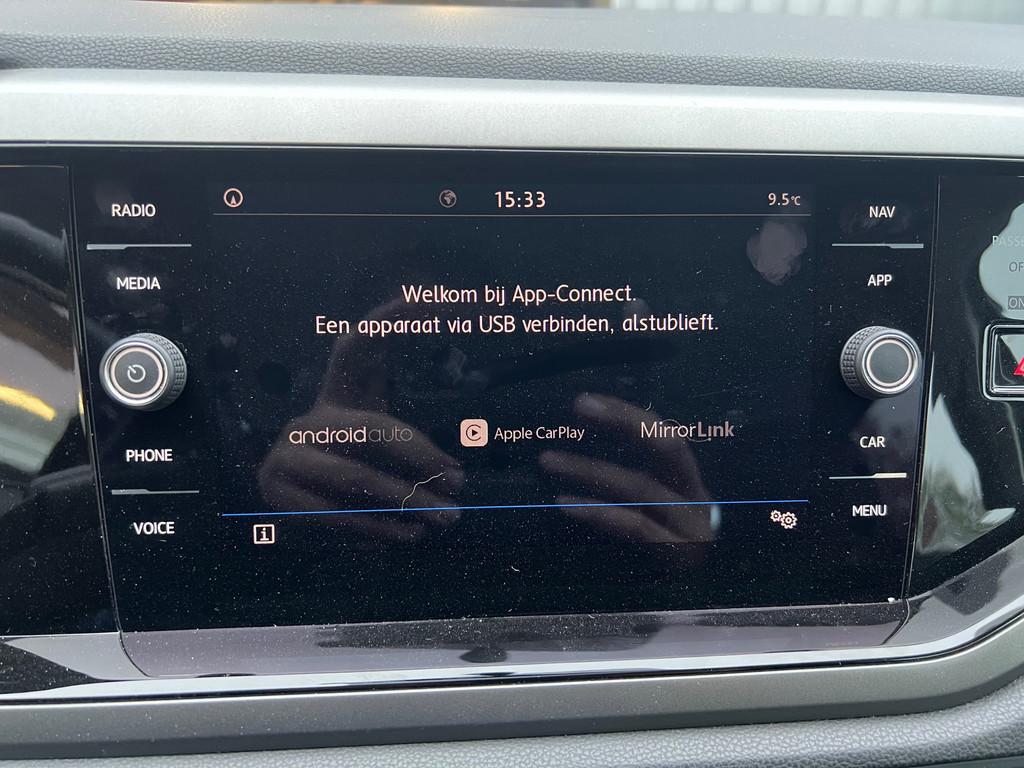 RADIO
MEDIA
PHONE
VOICE
15:33
9.5°C
Welkom bij App-Connect.
Een apparaat via USB verbinden, alstublieft.
androidauto
Apple CarPlay
MirrorLink
i
NAV
APP
CAR
MENU
ON